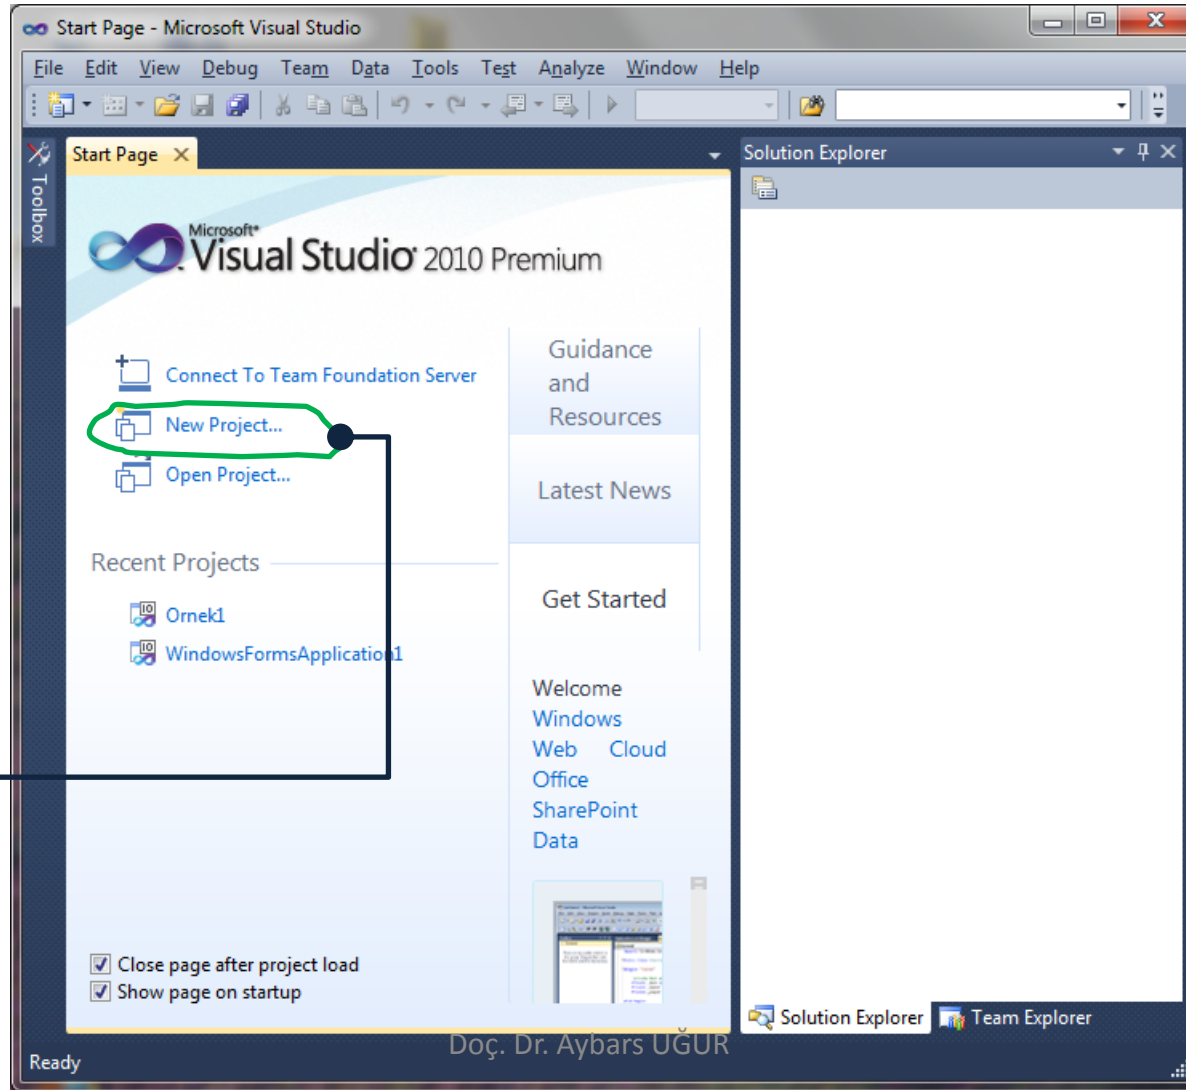 Start Page - Microsoft Visual Studio
File Edit View Debug Team Data Tools Test Analyze Window Help
Toolbox
Start Page
Solution Explorer
Microsoft
Visual Studio 2010 Premium
Connect To Team Foundation Server
New Project...
Open Project...
Recent Projects
Ornek1
WindowsFormsApplication1
Guidance
and
Resources
Latest News
Get Started
Welcome
Windows
Web Cloud
Office
SharePoint
Data
Close page after project load
Show page on startup
Solution Explorer Team Explorer
Doç. Dr. Aybars UĞUR
Ready